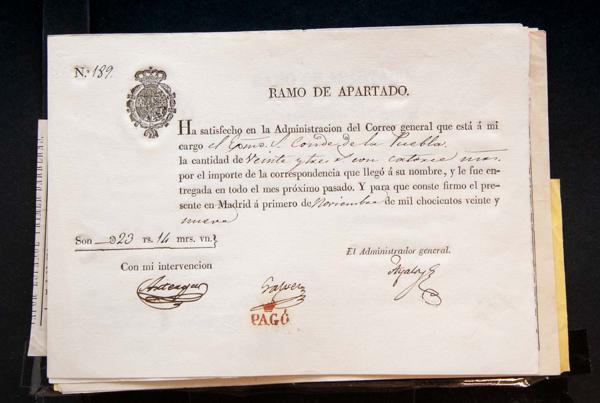 N.º 189.
RAMO DE APARTADO.
Ha satisfecho en la Administracion del Correo general que está á mi
cargo el Exmo. S. Conde de la Puebla
la cantidad de Veinte y tres r con catorce mrs.
por el importe de la correspondencia que llegó á su nombre, y le fue en-
tregada en todo el mes próximo pasado. Y para que conste firmo el pre-
sente en Madrid á primero de Noviembre de mil chocientos veinte y
nueve
Son 23 rs. 14 mrs. vn.
El Administrador general.
Con mi intervencion
PAGÓ